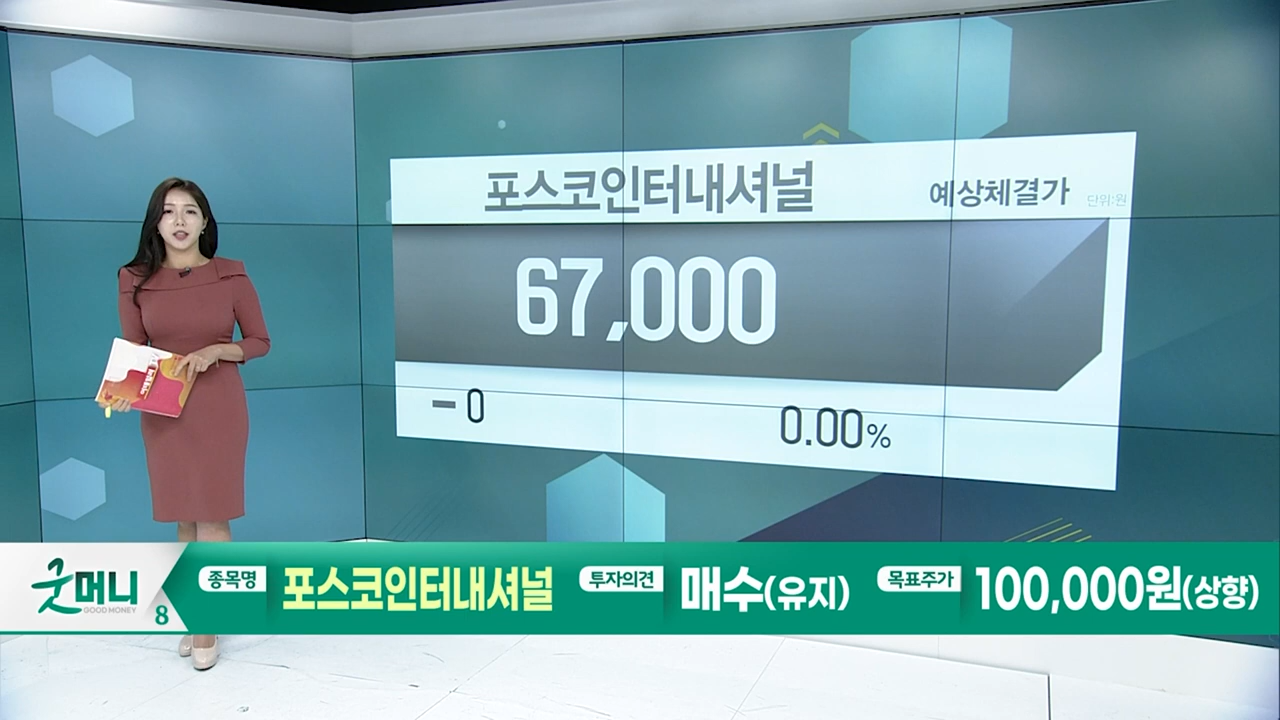 포스코인터내셔널
예상체결가 단위:원
67,000
0
0.00%
굿머니
GOOD MONEY
8
종목명 포스코인터내셔널 투자의견 매수(유지) 목표주가 100,000원(상향)